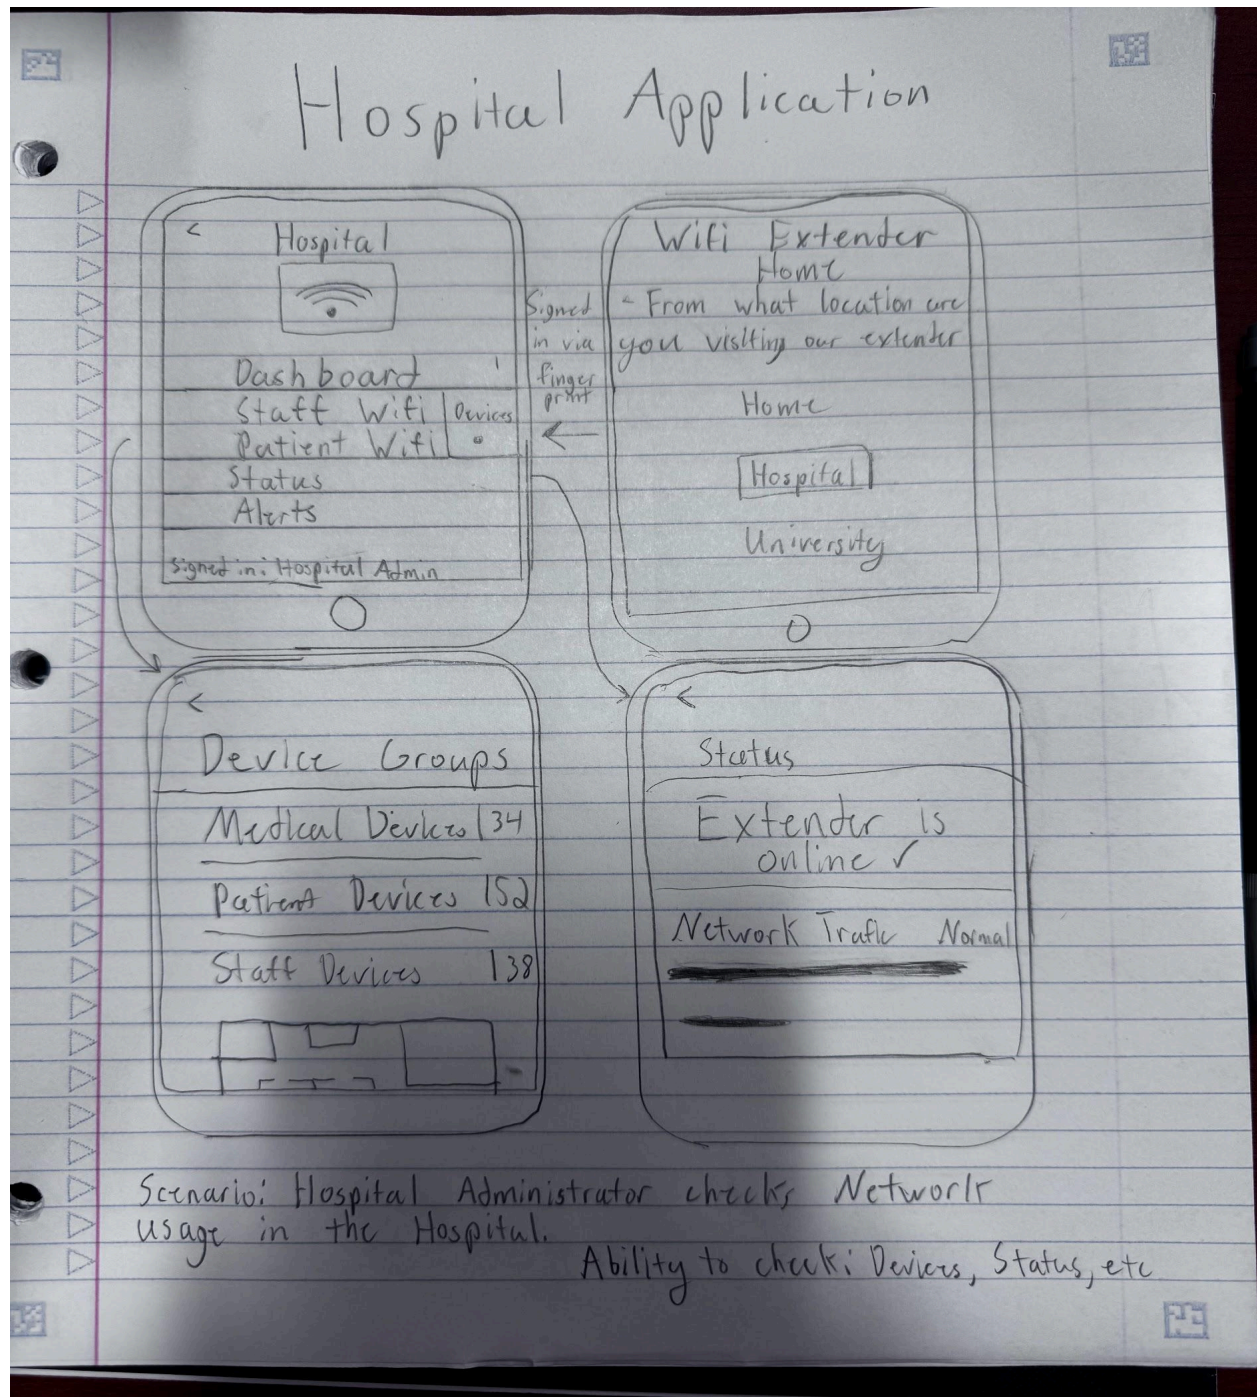 Hospital Application
<
Hospital
Dashboard
Staff Wifi
Devices
Patient Wifi
Status
Alerts
Signed in: Hospital Admin
Signed
in via
finger
print
Wifi Extender
Home
- From what location are
you visiting our extender
Home
Hospital
University
<
Device Groups
Medical Devices | 34
Patient Devices | 52
Staff Devices | 38
<
Status
Extender is
online ✓
Network Trafic Normal
Scenario: Hospital Administrator checks Network
usage in the Hospital.
Ability to check: Devices, Status, etc